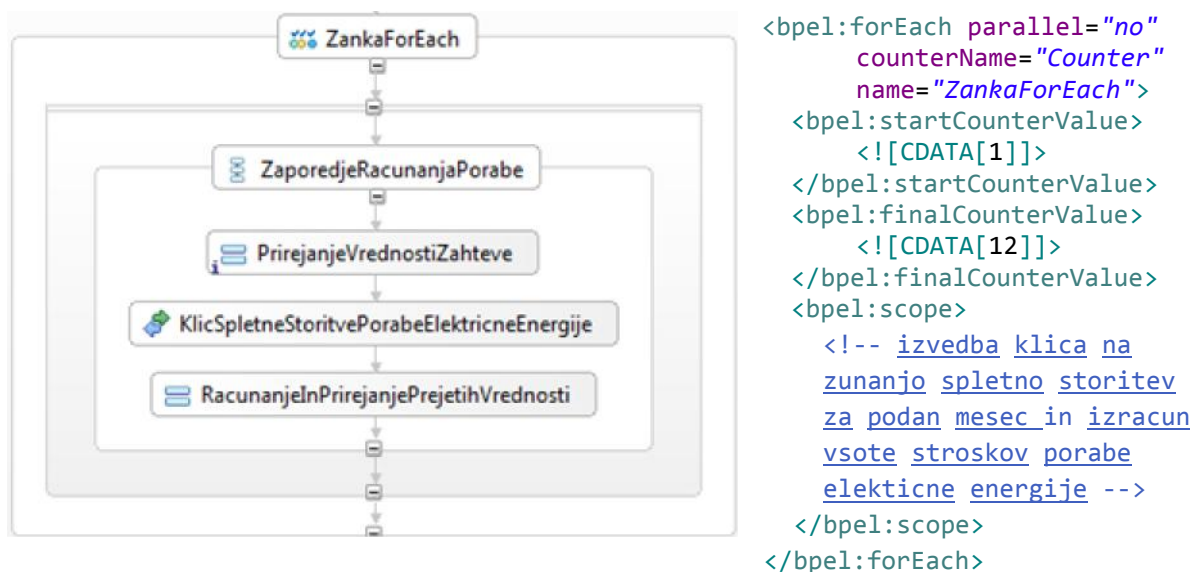 ZankaForEach
ZaporedjeRacunanjaPorabe
PrirejanjeVrednostiZahteve
KlicSpletneStoritvePorabeElektricneEnergije
RacunanjeInPrirejanjePrejetihVrednosti
<bpel:forEach parallel="no"
counterName="Counter"
name="ZankaForEach">
<bpel:startCounterValue>
<![CDATA[1]]>
</bpel:startCounterValue>
<bpel:finalCounterValue>
<![CDATA[12]]>
</bpel:finalCounterValue>
<bpel:scope>
<!-- izvedba klica na
zunanjo spletno storitev
za podan mesec in izracun
vsote stroskov porabe
elekticne energije -->
</bpel:scope>
</bpel:forEach>